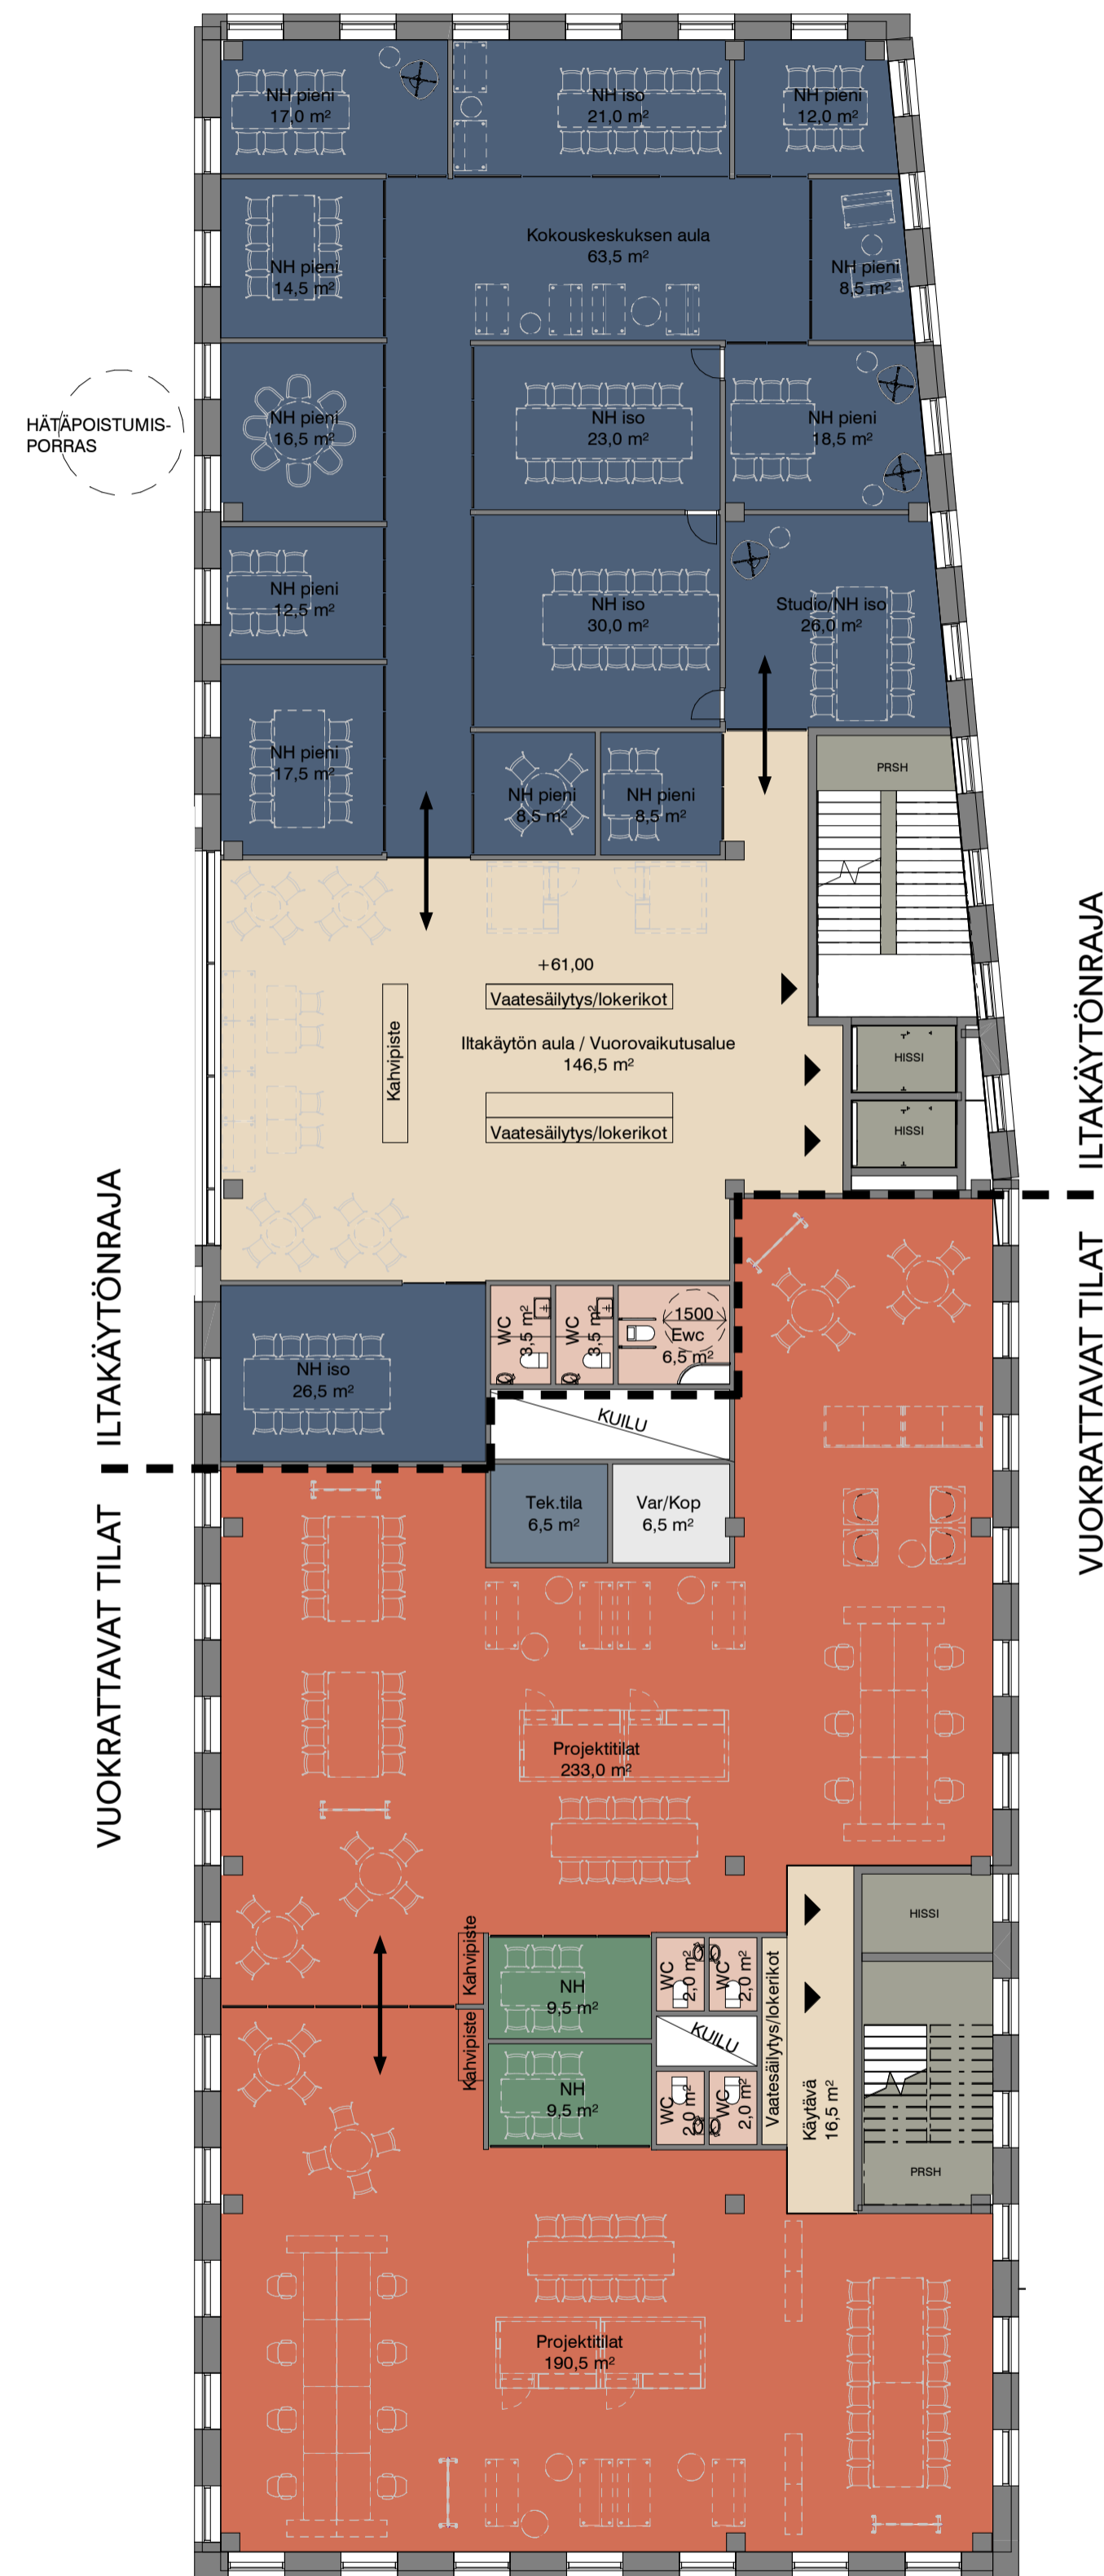 NH pieni
17,0 m²
NH iso
21,0 m²
NH pieni
12,0 m²
Kokouskeskuksen aula
63,5 m²
NH pieni
14,5 m²
NH pieni
8,5 m²
HÄTÄPOISTUMIS-
PORRAS
NH pieni
16,5 m²
NH iso
23,0 m²
NH pieni
18,5 m²
NH pieni
12,5 m²
NH iso
30,0 m²
Studio/NH iso
26,0 m²
NH pieni
17,5 m²
NH pieni
8,5 m²
NH pieni
8,5 m²
PRSH
+61,00
Vaatesäilytys/lokerikot
Kahvipiste
Iltakäytön aula / Vuorovaikutusalue
146,5 m²
Vaatesäilytys/lokerikot
HISSI
HISSI
ILTAKÄYTÖNRAJA
ILTAKÄYTÖNRAJA
VUOKRATTAVAT TILAT
VUOKRATTAVAT TILAT
NH iso
26,5 m²
WC
3,5 m²
WC
3,5 m²
1500
Ewc
6,5 m²
KUILU
Tek.tila
6,5 m²
Var/Kop
6,5 m²
Projektitilat
233,0 m²
Kahvipiste
Kahvipiste
NH
9,5 m²
NH
9,5 m²
WC
2,0 m²
WC
2,0 m²
KUILU
WC
2,0 m²
WC
2,0 m²
Vaatesäilytys/lokerikot
Käytävä
16,5 m²
HISSI
PRSH
Projektitilat
190,5 m²